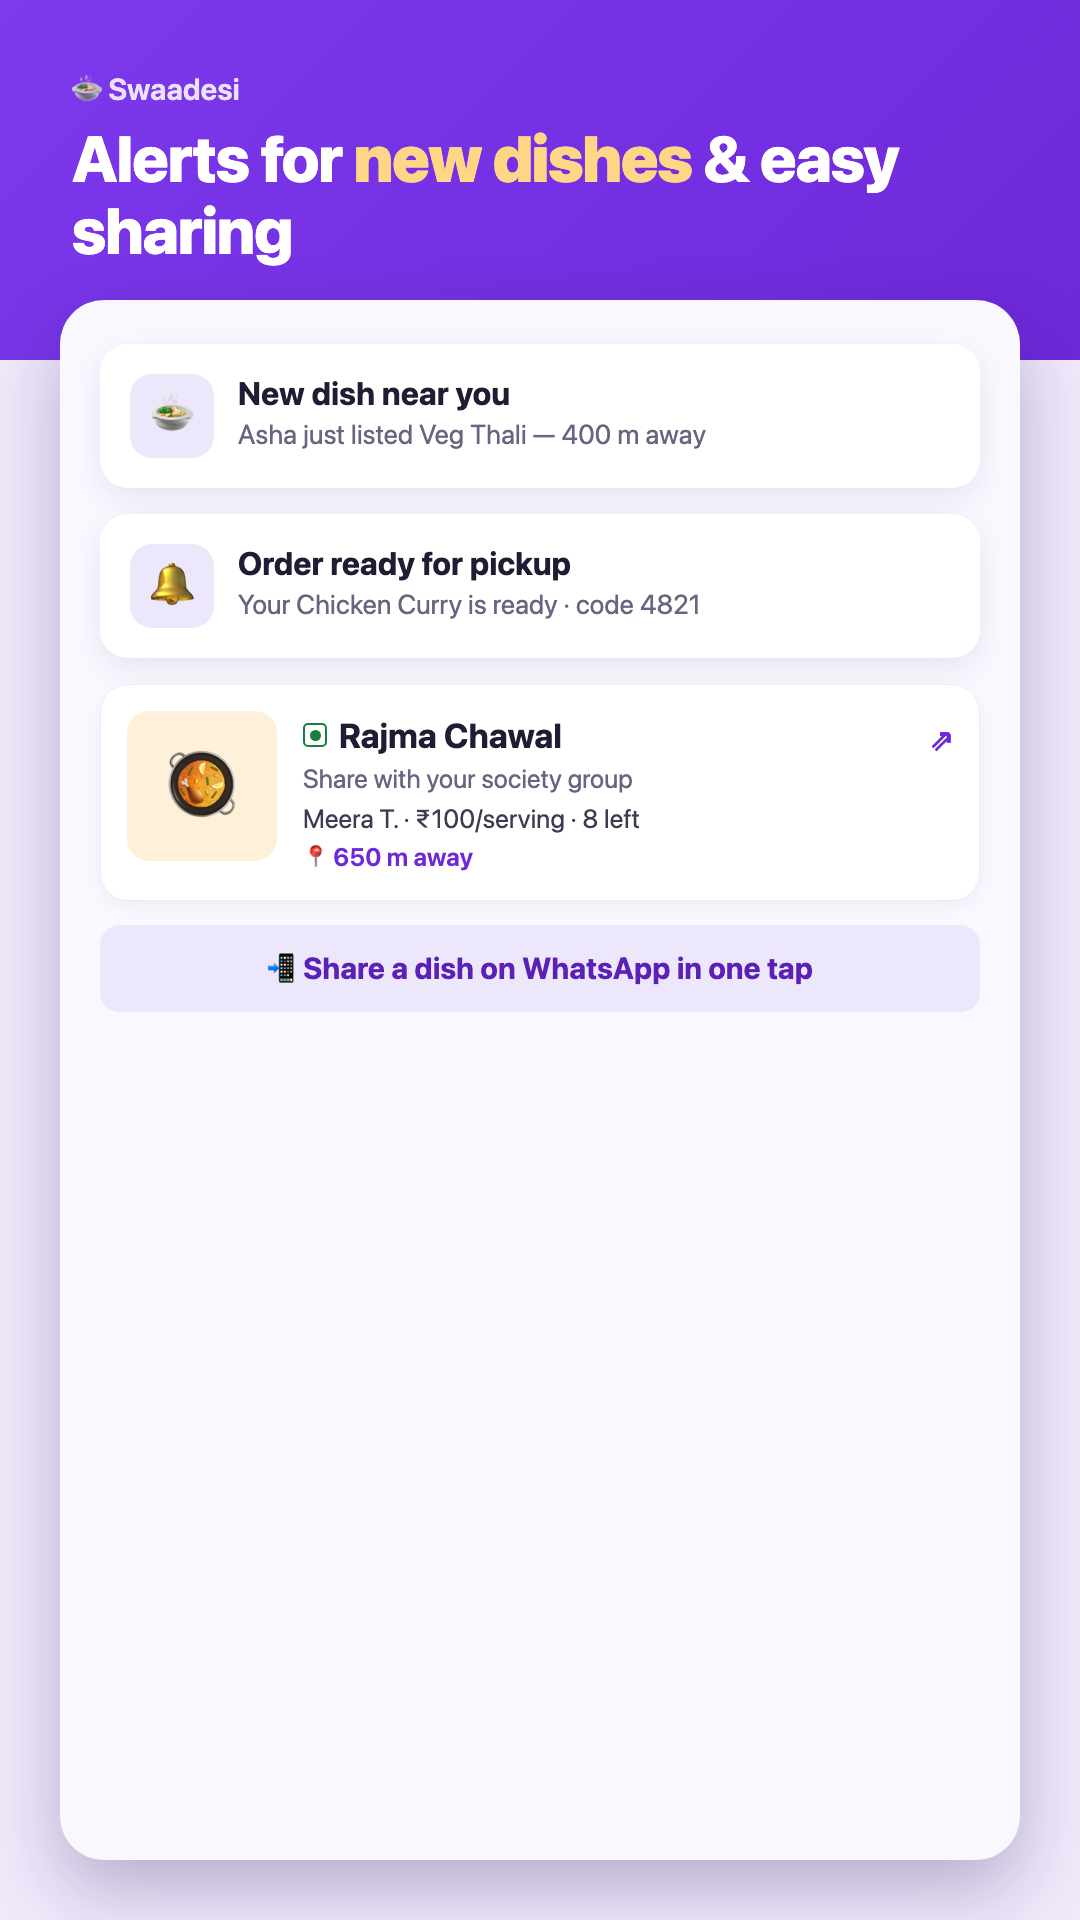 Swaadesi
Alerts for new dishes & easy
sharing
New dish near you
Asha just listed Veg Thali — 400 m away
Order ready for pickup
Your Chicken Curry is ready · code 4821
Rajma Chawal
Share with your society group
Meera T. · ₹100/serving · 8 left
650 m away
Share a dish on WhatsApp in one tap